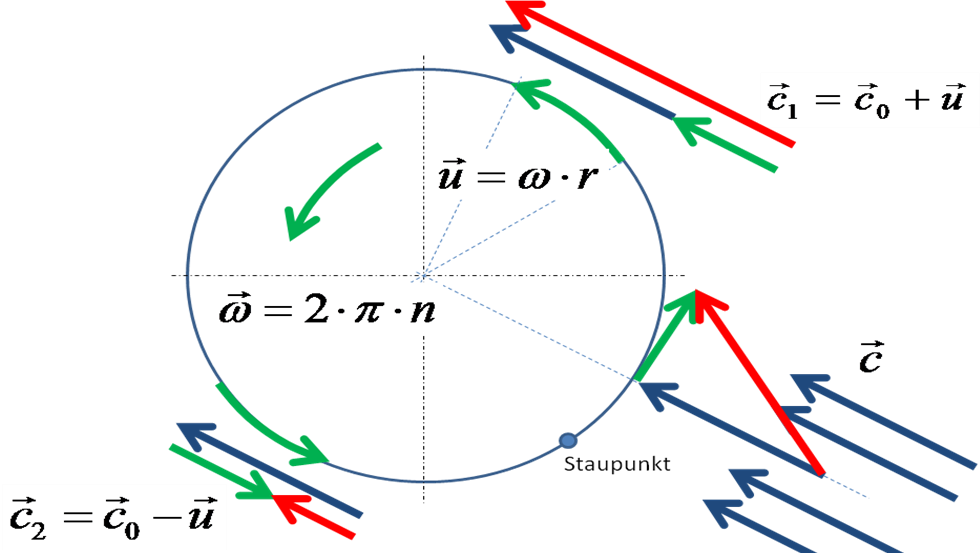 c⃗₁ = c⃗₀ + u⃗
u⃗ = ω · r
ω⃗ = 2 · π · n
c⃗
Staupunkt
c⃗₂ = c⃗₀ − u⃗